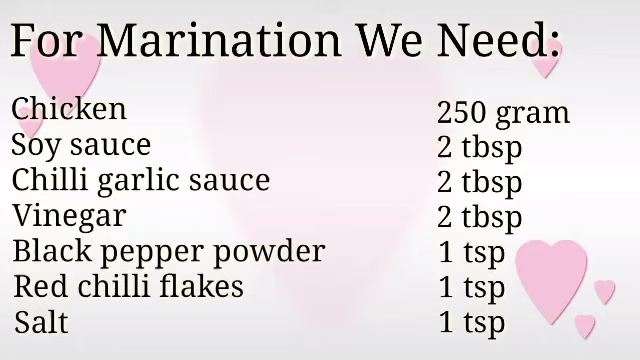 For Marination We Need:
Chicken 250 gram
Soy sauce 2 tbsp
Chilli garlic sauce 2 tbsp
Vinegar 2 tbsp
Black pepper powder 1 tsp
Red chilli flakes 1 tsp
Salt 1 tsp